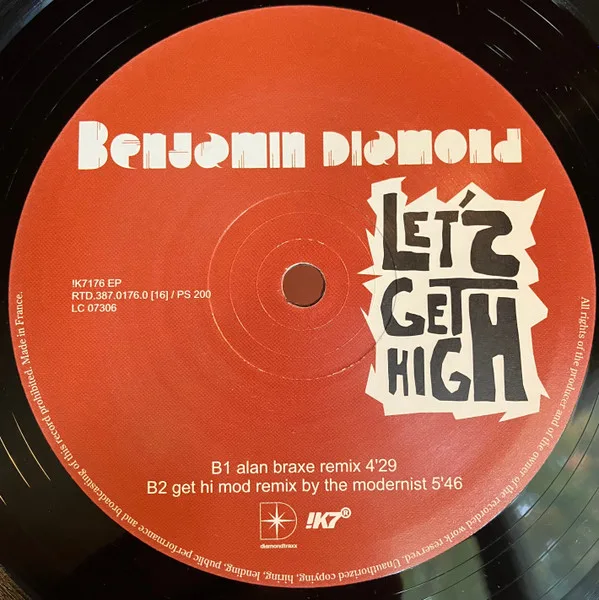 Benjamin Diamond
LET'S
GET
HIGH
!K7176 EP
RTD.387.0176.0 [16] / PS 200
LC 07306
B1 alan braxe remix 4'29
B2 get hi mod remix by the modernist 5'46
diamondtraxx
!K7®
All rights of the producer and of the owner of the recorded work reserved. Unauthorized copying, hiring, lending, public performance and broadcasting of this record prohibited. Made in France.